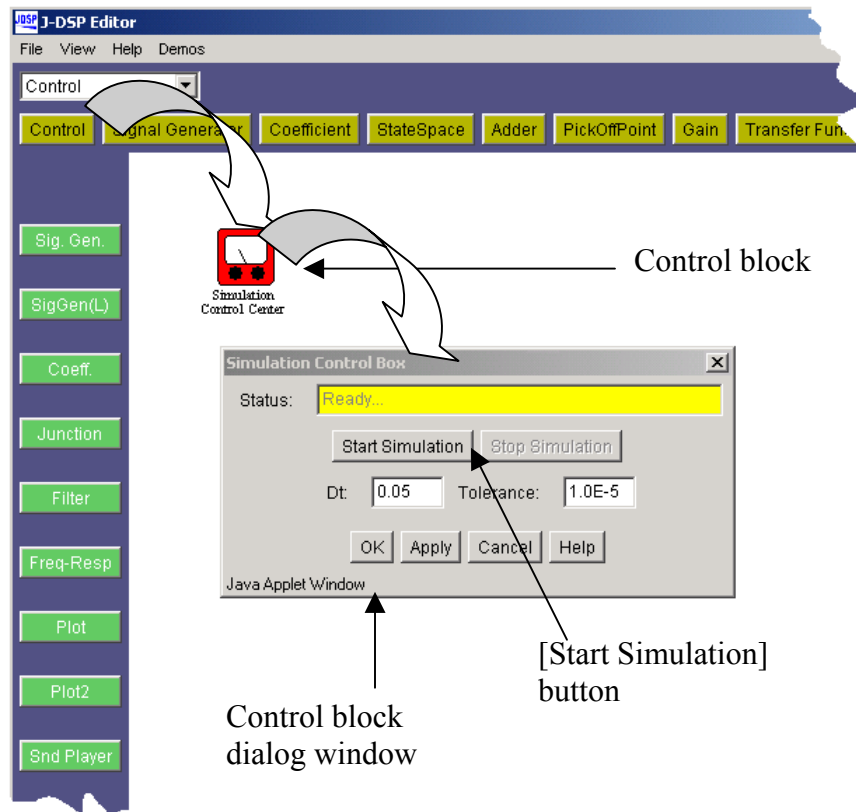 JDSP J-DSP Editor
File View Help Demos
Control
Control Signal Generator Coefficient StateSpace Adder PickOffPoint Gain Transfer Fun
Sig. Gen.
SigGen(L)
Coeff.
Junction
Filter
Freq-Resp
Plot
Plot2
Snd Player
Simulation
Control Center
Control block
Simulation Control Box
Status: Ready...
Start Simulation Stop Simulation
Dt: 0.05 Tolerance: 1.0E-5
OK Apply Cancel Help
Java Applet Window
[Start Simulation]
button
Control block
dialog window